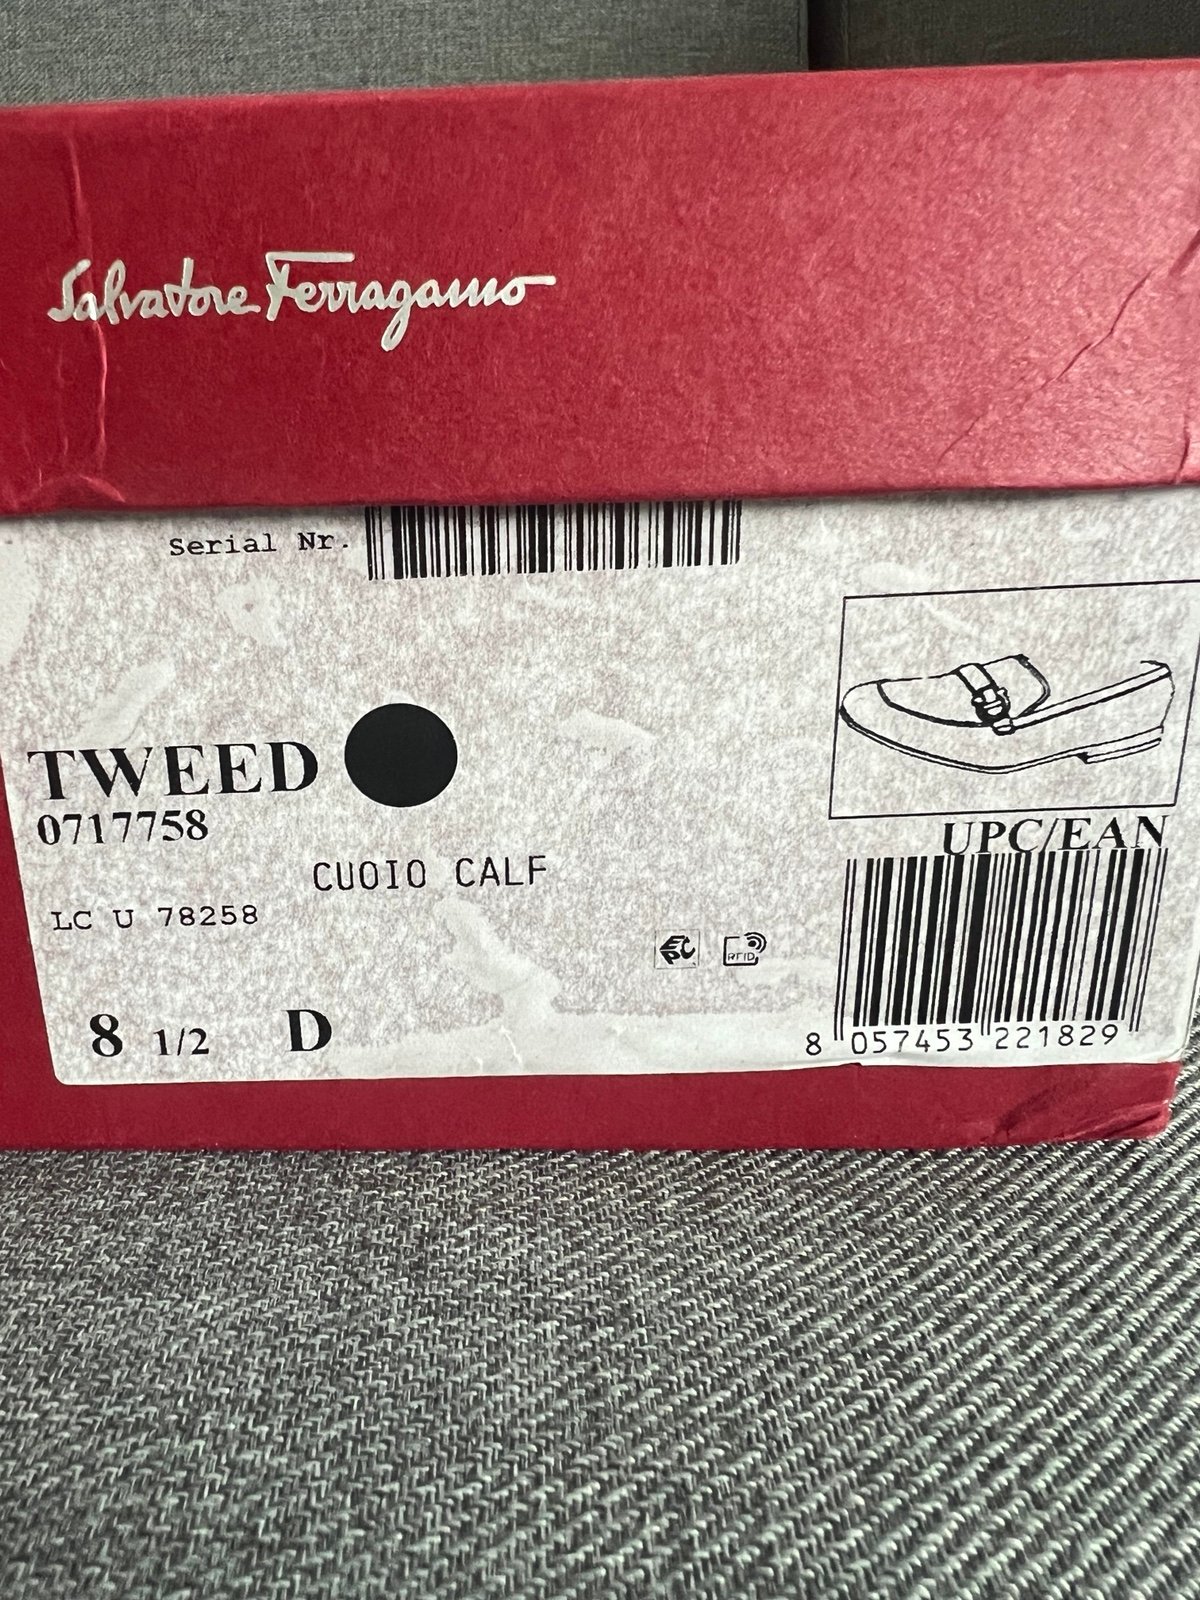 Salvatore Ferragamo
Serial Nr.
TWEED
0717758
CUOIO CALF
LC U 78258
8 1/2 D
EPC
RFID
UPC/EAN
8 057453 221829